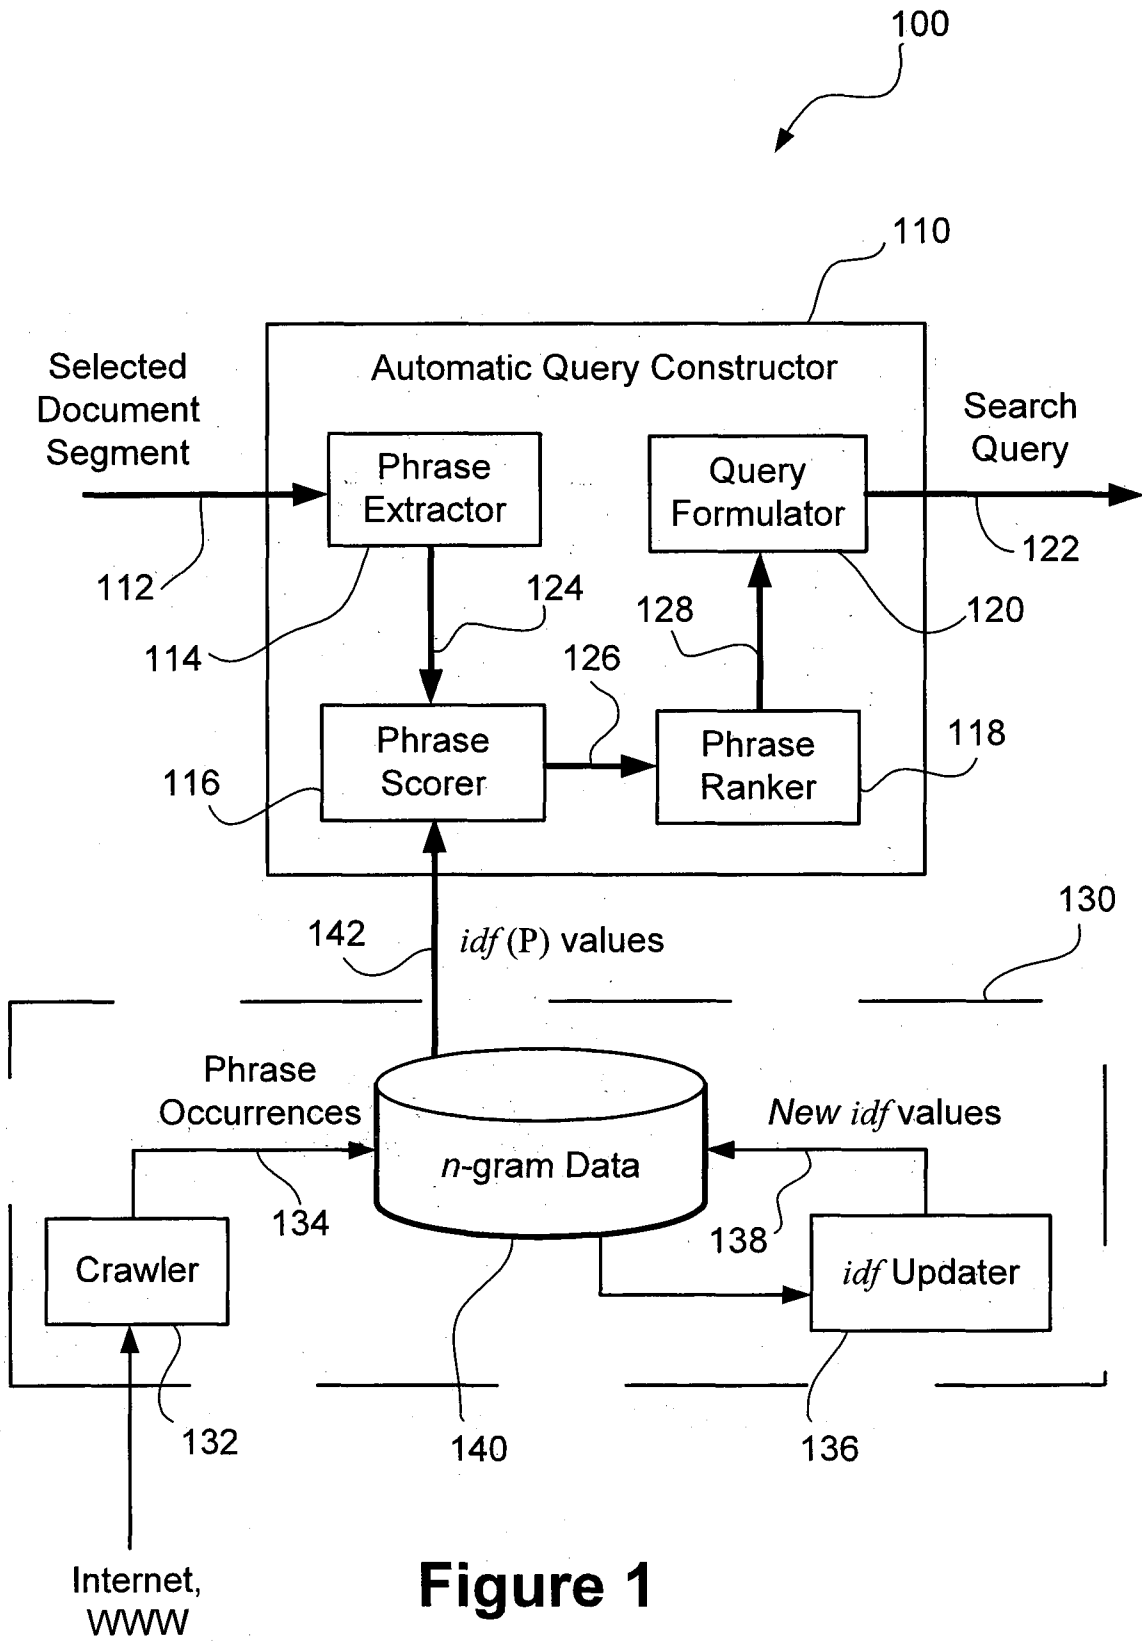 100
110
Selected
Document
Segment
Automatic Query Constructor
Search
Query
Phrase
Extractor
Query
Formulator
112
124
122
114
128
120
126
Phrase
Scorer
Phrase
Ranker
118
116
142
idf (P) values
130
Phrase
Occurrences
New idf values
n-gram Data
134
138
Crawler
idf Updater
132
140
136
Internet,
WWW
Figure 1